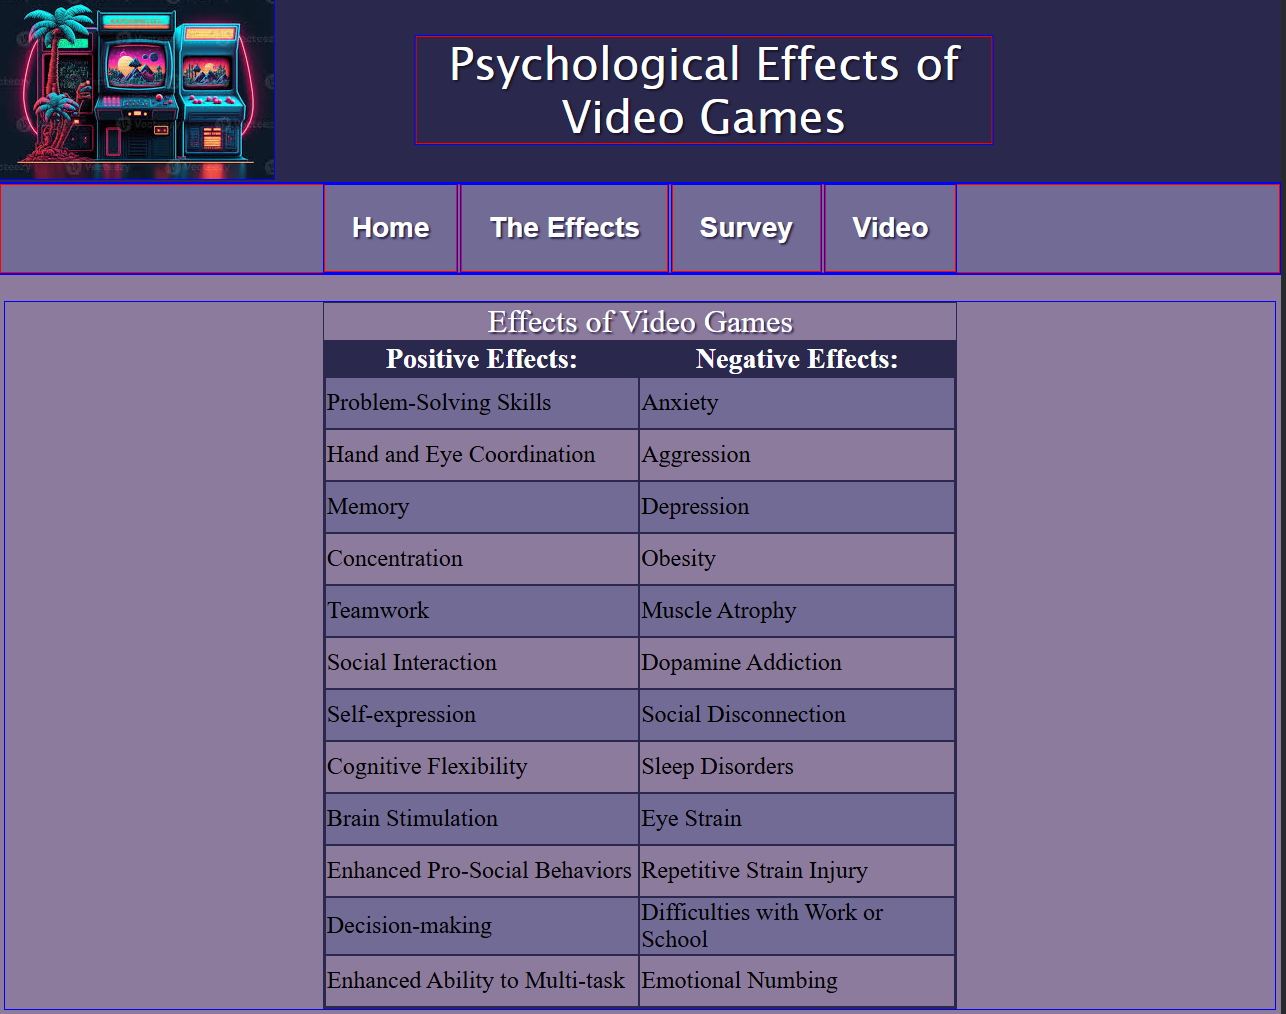 Psychological Effects of
Video Games
Home The Effects Survey Video
Effects of Video Games
Positive Effects: Negative Effects:
Problem-Solving Skills Anxiety
Hand and Eye Coordination Aggression
Memory Depression
Concentration Obesity
Teamwork Muscle Atrophy
Social Interaction Dopamine Addiction
Self-expression Social Disconnection
Cognitive Flexibility Sleep Disorders
Brain Stimulation Eye Strain
Enhanced Pro-Social Behaviors Repetitive Strain Injury
Decision-making Difficulties with Work or
School
Enhanced Ability to Multi-task Emotional Numbing